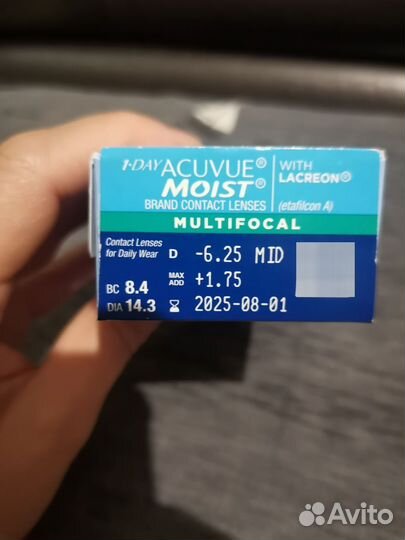 1-DAY ACUVUE® MOIST® WITH LACREON®
BRAND CONTACT LENSES (etafilcon A)
MULTIFOCAL
Contact Lenses for Daily Wear
D -6.25 MID
MAX ADD +1.75
BC 8.4
DIA 14.3 2025-08-01
Avito